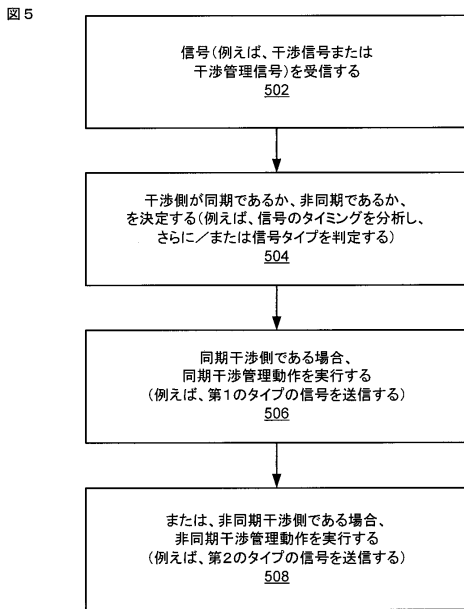 図5
信号(例えば、干渉信号または
干渉管理信号)を受信する
502
干渉側が同期であるか、非同期であるか、
を決定する(例えば、信号のタイミングを分析し、
さらに/または信号タイプを判定する)
504
同期干渉側である場合、
同期干渉管理動作を実行する
(例えば、第1のタイプの信号を送信する)
506
または、非同期干渉側である場合、
非同期干渉管理動作を実行する
(例えば、第2のタイプの信号を送信する)
508